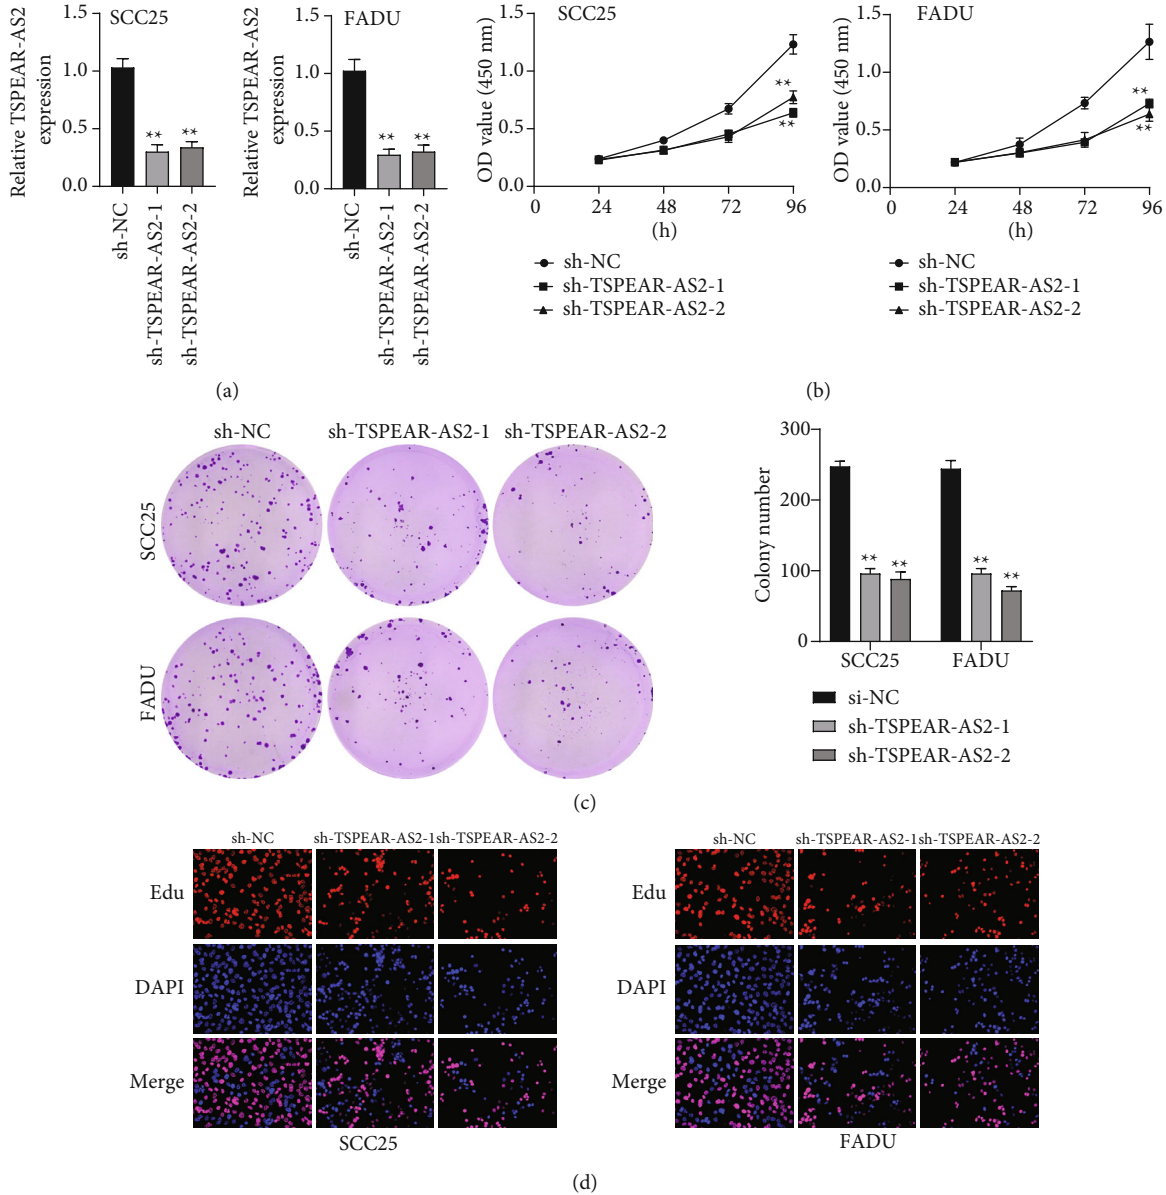 SCC25
Relative TSPEAR-AS2
expression
1.5
1.0
0.5
0.0
**
**
sh-NC
sh-TSPEAR-AS2-1
sh-TSPEAR-AS2-2
FADU
Relative TSPEAR-AS2
expression
1.5
1.0
0.5
0.0
**
**
sh-NC
sh-TSPEAR-AS2-1
sh-TSPEAR-AS2-2
(a)
SCC25
OD value (450 nm)
1.5
1.0
0.5
0.0
**
**
0 24 48 72 96
(h)
sh-NC
sh-TSPEAR-AS2-1
sh-TSPEAR-AS2-2
FADU
OD value (450 nm)
1.5
1.0
0.5
0.0
**
**
0 24 48 72 96
(h)
sh-NC
sh-TSPEAR-AS2-1
sh-TSPEAR-AS2-2
(b)
sh-NC sh-TSPEAR-AS2-1 sh-TSPEAR-AS2-2
SCC25
FADU
Colony number
300
200
100
0
** **
** **
SCC25 FADU
si-NC
sh-TSPEAR-AS2-1
sh-TSPEAR-AS2-2
(c)
sh-NC sh-TSPEAR-AS2-1 sh-TSPEAR-AS2-2
Edu
DAPI
Merge
SCC25
sh-NC sh-TSPEAR-AS2-1 sh-TSPEAR-AS2-2
Edu
DAPI
Merge
FADU
(d)